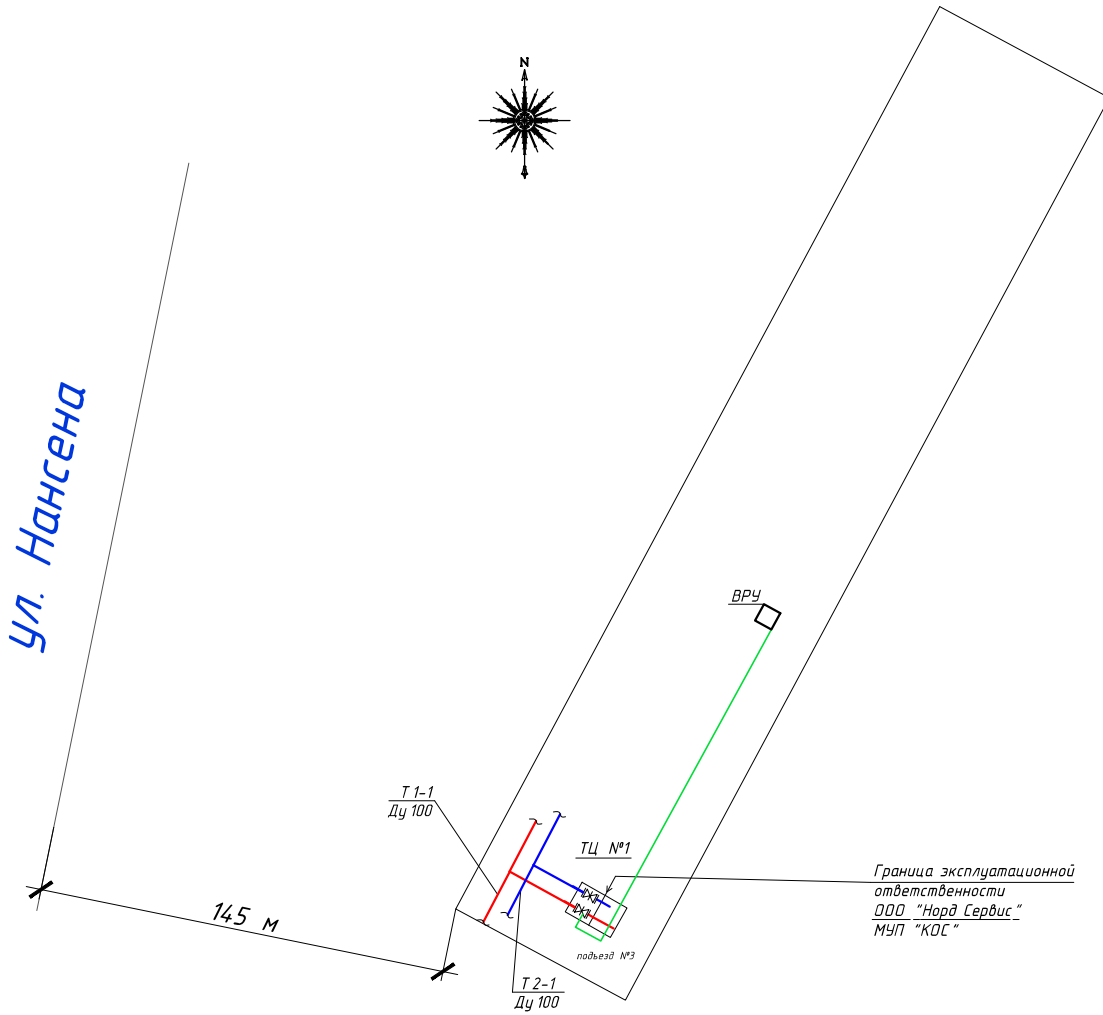 N
ул. Нансена
ВРУ
Т 1-1
Ду 100
ТЦ №1
Граница эксплуатационной
ответственности
ООО "Норд Сервис"
МУП "КОС"
145 м
подъезд №3
Т 2-1
Ду 100